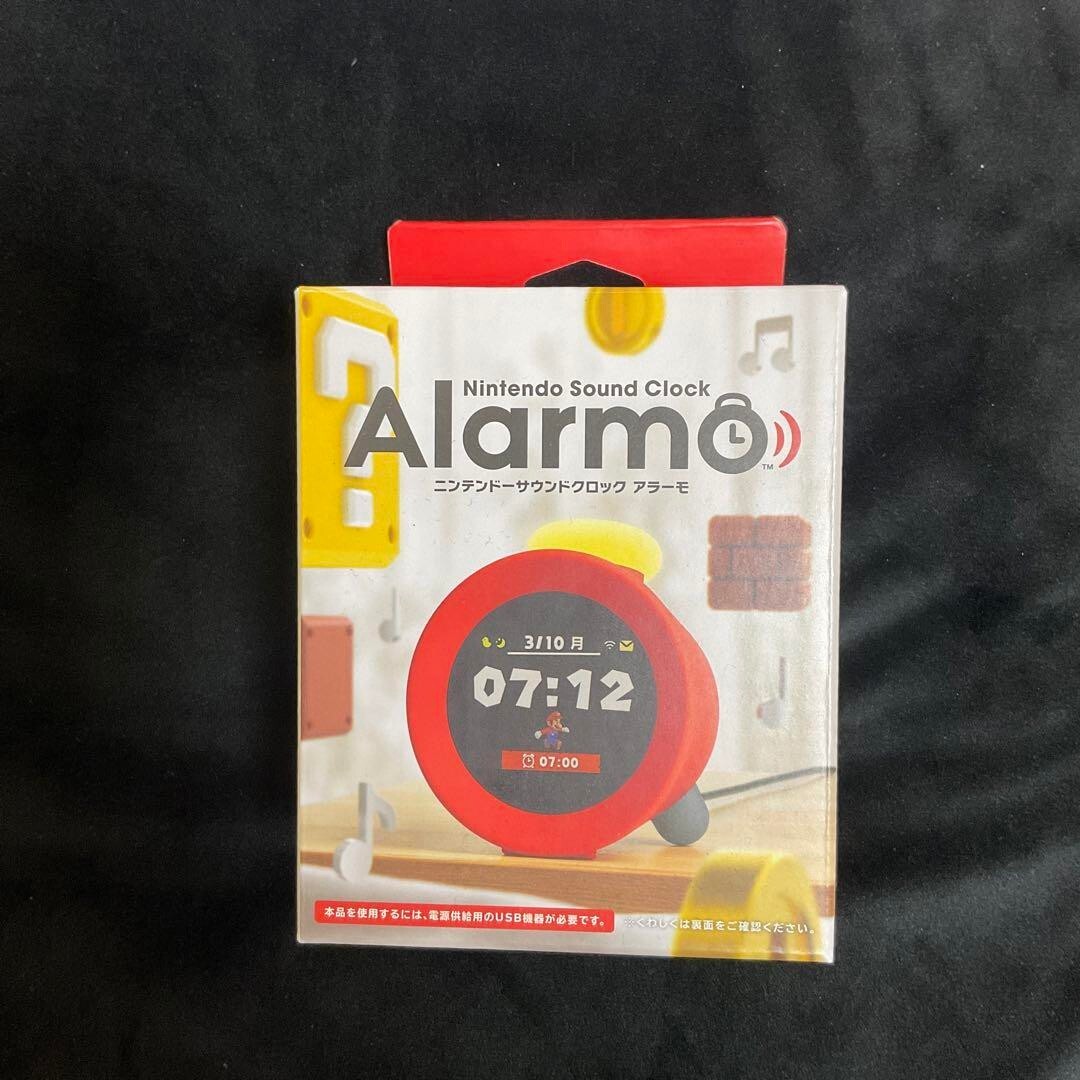 Nintendo Sound Clock
Alarmo
TM
ニンテンドーサウンドクロック アラーモ
3/10 月
07:12
07:00
本品を使用するには、電源供給用のUSB機器が必要です。
※くわしくは裏面をご確認ください。